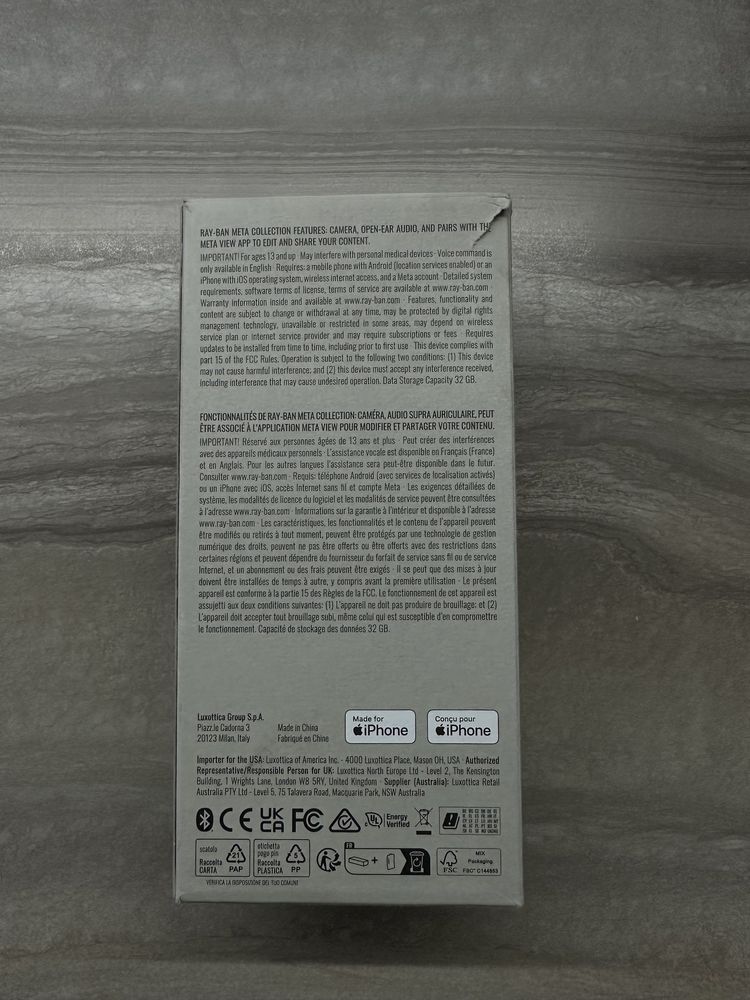 RAY-BAN META COLLECTION FEATURES: CAMERA, OPEN-EAR AUDIO, AND PAIRS WITH THE
META VIEW APP TO EDIT AND SHARE YOUR CONTENT.
IMPORTANT! For ages 13 and up · May interfere with personal medical devices · Voice command is
only available in English · Requires: a mobile phone with Android (location services enabled) or an
iPhone with iOS operating system, wireless internet access, and a Meta account · Detailed system
requirements, software terms of license, terms of service are available at www.ray-ban.com ·
Warranty information inside and available at www.ray-ban.com · Features, functionality and
content are subject to change or withdrawal at any time, may be protected by digital rights
management technology, unavailable or restricted in some areas, may depend on wireless
service plan or internet service provider and may require subscriptions or fees · Requires
updates to be installed from time to time, including prior to first use · This device complies with
part 15 of the FCC Rules. Operation is subject to the following two conditions: (1) This device
may not cause harmful interference; and (2) this device must accept any interference received,
including interference that may cause undesired operation. Data Storage Capacity 32 GB.
FONCTIONNALITÉS DE RAY-BAN META COLLECTION: CAMÉRA, AUDIO SUPRA AURICULAIRE, PEUT
ÊTRE ASSOCIÉ À L'APPLICATION META VIEW POUR MODIFIER ET PARTAGER VOTRE CONTENU.
IMPORTANT! Réservé aux personnes âgées de 13 ans et plus · Peut créer des interférences
avec des appareils médicaux personnels · L'assistance vocale est disponible en Français (France)
et en Anglais. Pour les autres langues l'assistance sera peut-être disponible dans le futur.
Consulter www.ray-ban.com · Requis: téléphone Android (avec services de localisation activés)
ou un iPhone avec iOS, accès Internet sans fil et compte Meta · Les exigences détaillées de
système, les modalités de licence du logiciel et les modalités de service peuvent être consultées
à l'adresse www.ray-ban.com · Informations sur la garantie à l'intérieur et disponible à l'adresse
www.ray-ban.com · Les caractéristiques, les fonctionnalités et le contenu de l'appareil peuvent
être modifiés ou retirés à tout moment, peuvent être protégés par une technologie de gestion
numérique des droits, peuvent ne pas être offerts ou être offerts avec des restrictions dans
certaines régions et peuvent dépendre du fournisseur du forfait de service sans fil ou de service
Internet, et un abonnement ou des frais peuvent être exigés · Il se peut que des mises à jour
doivent être installées de temps à autre, y compris avant la première utilisation · Le présent
appareil est conforme à la partie 15 des Règles de la FCC. Le fonctionnement de cet appareil est
assujetti aux deux conditions suivantes: (1) L'appareil ne doit pas produire de brouillage; et (2)
L'appareil doit accepter tout brouillage subi, même celui qui est susceptible d'en compromettre
le fonctionnement. Capacité de stockage des données 32 GB.
Luxottica Group S.p.A.
Piazz.le Cadorna 3
20123 Milan, Italy
Made in China
Fabriqué en Chine
Made for
iPhone
Conçu pour
iPhone
Importer for the USA: Luxottica of America Inc. - 4000 Luxottica Place, Mason OH, USA · Authorized
Representative/Responsible Person for UK: Luxottica North Europe Ltd - Level 2, The Kensington
Building, 1 Wrights Lane, London W8 5RY, United Kingdom · Supplier (Australia): Luxottica Retail
Australia PTY Ltd - Level 5, 75 Talavera Road, Macquarie Park, NSW Australia
CE
UK
CA
FC
UL
Energy
Verified
scatola
Raccolta
CARTA
21
PAP
etichetta
pogo pin
Raccolta
PLASTICA
5
PP
FR
+
FSC
MIX
Packaging
FSC® C144853
VERIFICA LA DISPOSIZIONE DEL TUO COMUNE